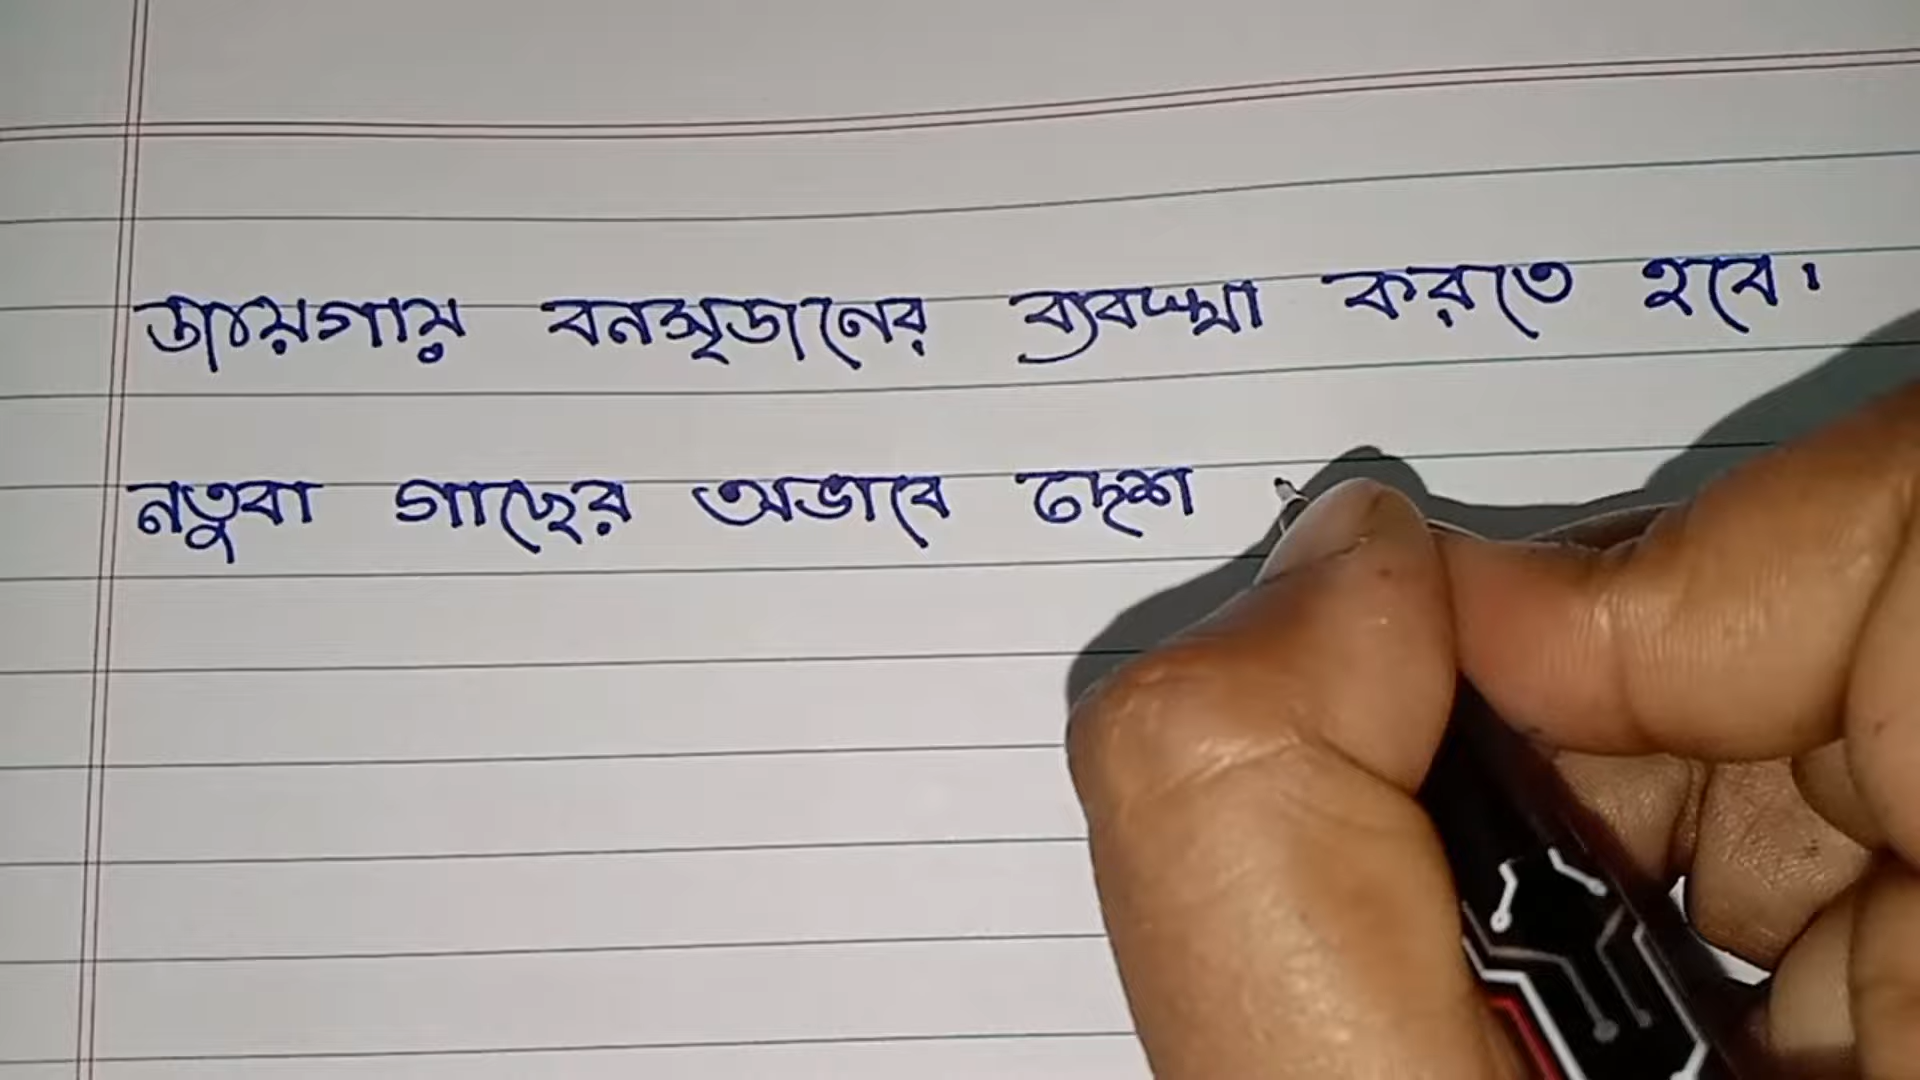 জায়গায় বনসৃজনের ব্যবস্থা করতে হবে।
নতুবা গাছের অভাবে দেশ